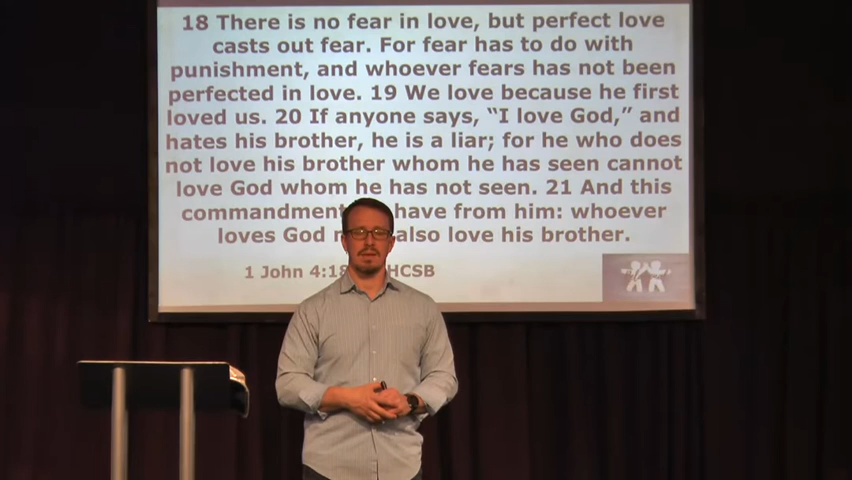 18 There is no fear in love, but perfect love
casts out fear. For fear has to do with
punishment, and whoever fears has not been
perfected in love. 19 We love because he first
loved us. 20 If anyone says, “I love God,” and
hates his brother, he is a liar; for he who does
not love his brother whom he has seen cannot
love God whom he has not seen. 21 And this
commandment have from him: whoever
loves God also love his brother.
1 John 4:18 HCSB